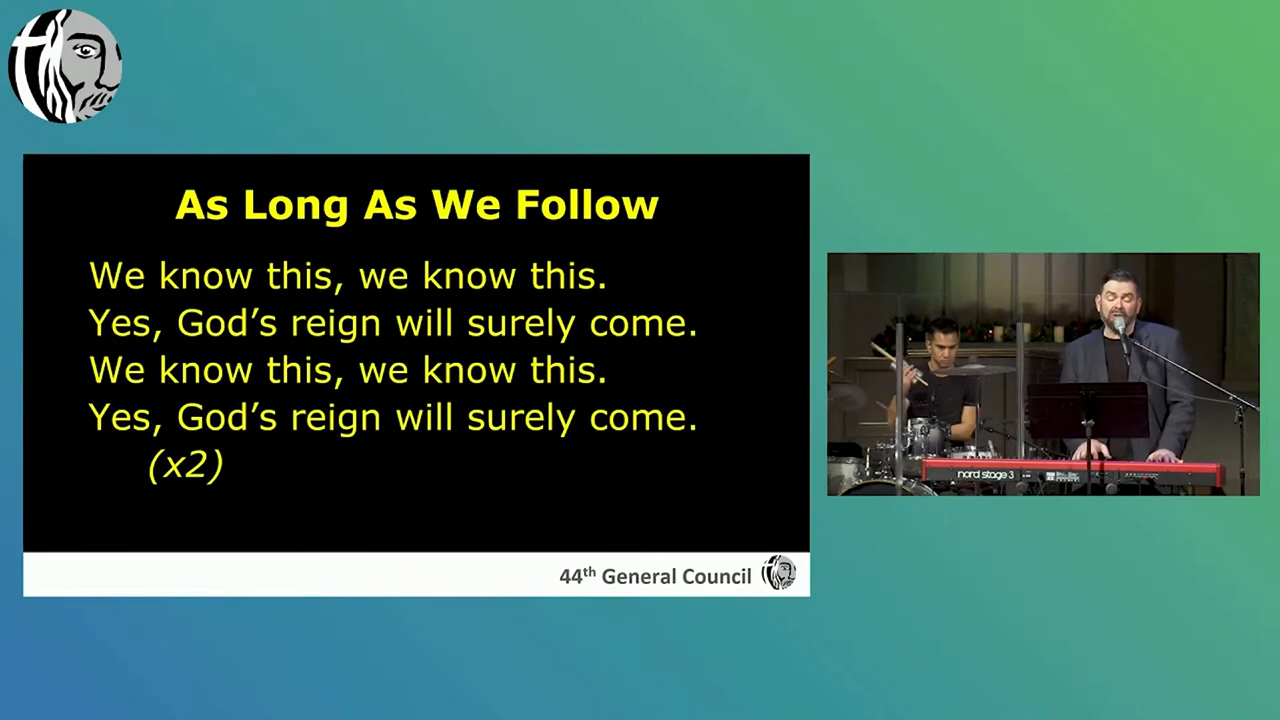 As Long As We Follow
We know this, we know this.
Yes, God’s reign will surely come.
We know this, we know this.
Yes, God’s reign will surely come.
(x2)
44th General Council
nord stage 3